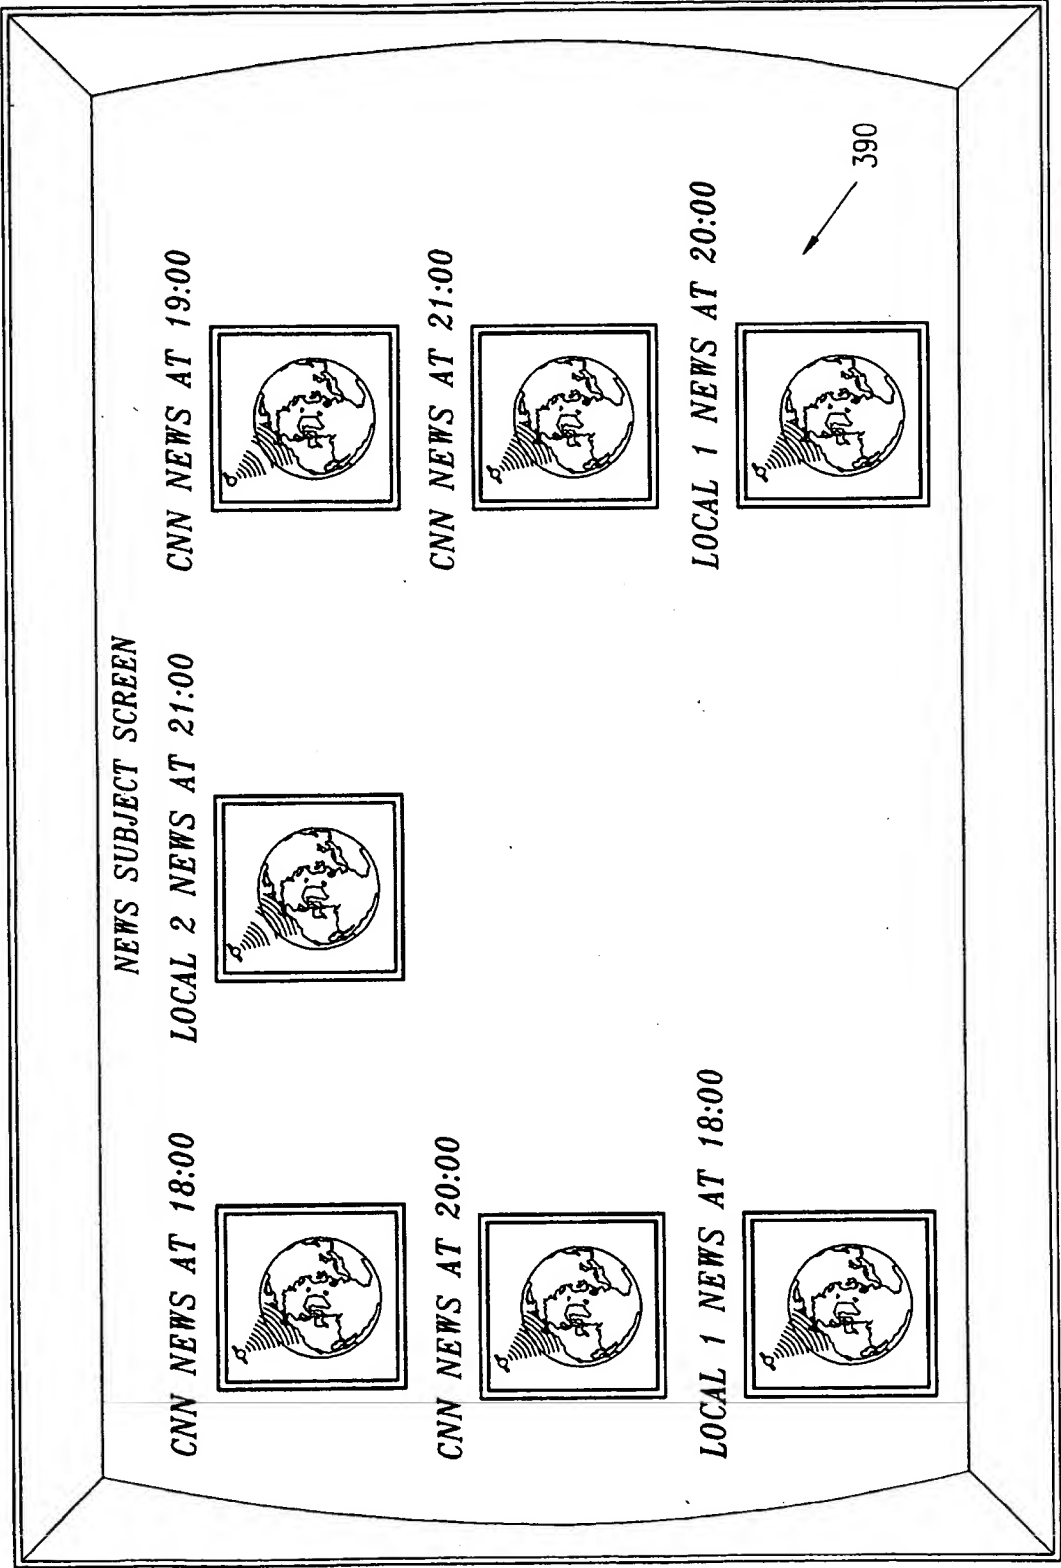 NEWS SUBJECT SCREEN
CNN NEWS AT 18:00
LOCAL 2 NEWS AT 21:00
CNN NEWS AT 19:00
CNN NEWS AT 20:00
CNN NEWS AT 21:00
LOCAL 1 NEWS AT 18:00
LOCAL 1 NEWS AT 20:00
390